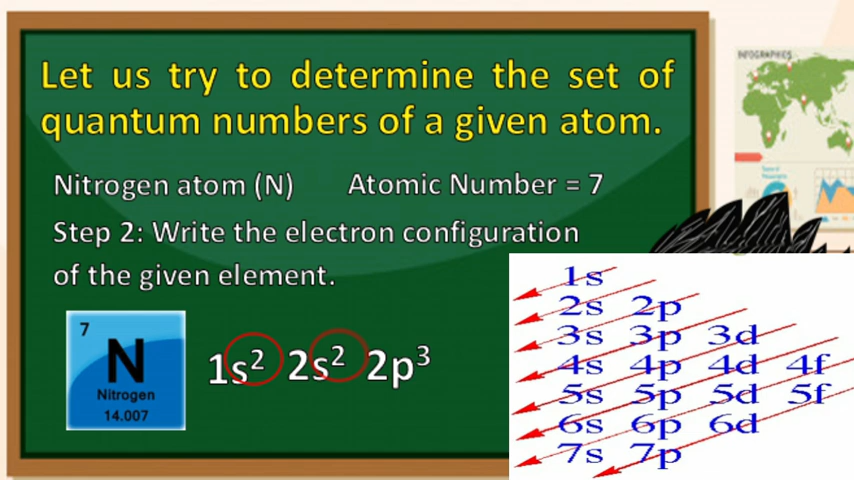 Let us try to determine the set of
quantum numbers of a given atom.
INFOGRAPHICS
Nitrogen atom (N) Atomic Number = 7
Step 2: Write the electron configuration
of the given element.
7
N
Nitrogen
14.007
1s² 2s² 2p³
1s
2s 2p
3s 3p 3d
4s 4p 4d 4f
5s 5p 5d 5f
6s 6p 6d
7s 7p